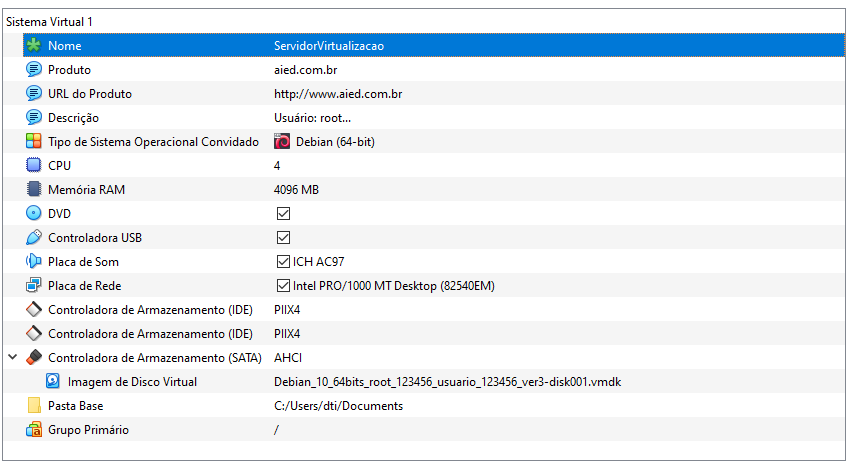 Sistema Virtual 1
Nome ServidorVirtualizacao
Produto aied.com.br
URL do Produto http://www.aied.com.br
Descrição Usuário: root...
Tipo de Sistema Operacional Convidado Debian (64-bit)
CPU 4
Memória RAM 4096 MB
DVD
Controladora USB
Placa de Som ICH AC97
Placa de Rede Intel PRO/1000 MT Desktop (82540EM)
Controladora de Armazenamento (IDE) PIIX4
Controladora de Armazenamento (IDE) PIIX4
Controladora de Armazenamento (SATA) AHCI
Imagem de Disco Virtual Debian_10_64bits_root_123456_usuario_123456_ver3-disk001.vmdk
Pasta Base C:/Users/dti/Documents
Grupo Primário /